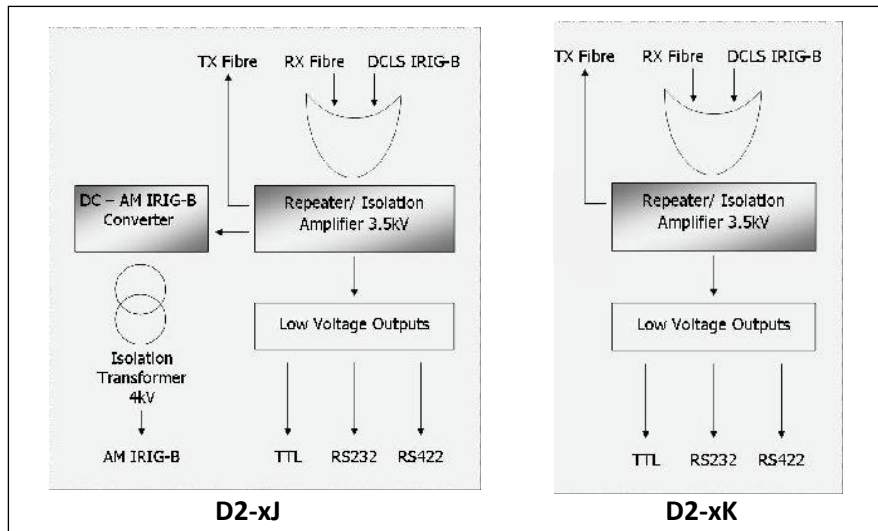 TX Fibre
RX Fibre
DCLS IRIG-B
DC – AM IRIG-B
Converter
Repeater/ Isolation
Amplifier 3.5kV
Low Voltage Outputs
Isolation
Transformer
4kV
AM IRIG-B
TTL
RS232
RS422
D2-xJ
TX Fibre
RX Fibre
DCLS IRIG-B
Repeater/ Isolation
Amplifier 3.5kV
Low Voltage Outputs
TTL
RS232
RS422
D2-xK